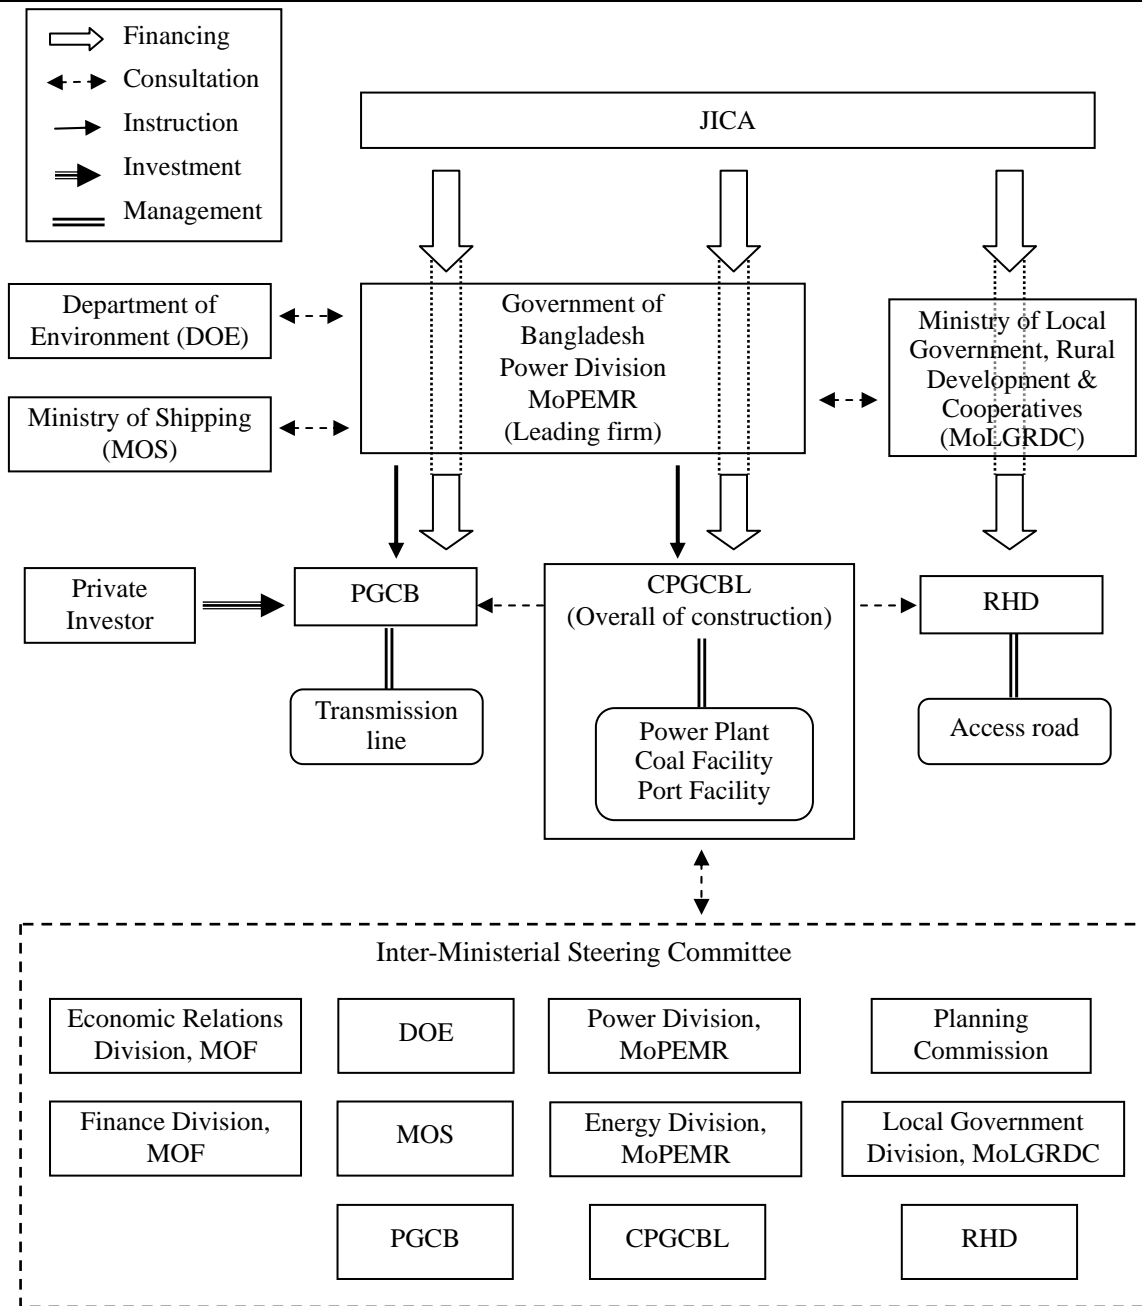 Financing
Consultation
Instruction
Investment
Management
JICA
Department of
Environment (DOE)
Ministry of Shipping
(MOS)
Government of
Bangladesh
Power Division
MoPEMR
(Leading firm)
Ministry of Local
Government, Rural
Development &
Cooperatives
(MoLGRDC)
Private
Investor
PGCB
CPGCBL
(Overall of construction)
RHD
Transmission
line
Power Plant
Coal Facility
Port Facility
Access road
Inter-Ministerial Steering Committee
Economic Relations
Division, MOF
DOE
Power Division,
MoPEMR
Planning
Commission
Finance Division,
MOF
MOS
Energy Division,
MoPEMR
Local Government
Division, MoLGRDC
PGCB
CPGCBL
RHD